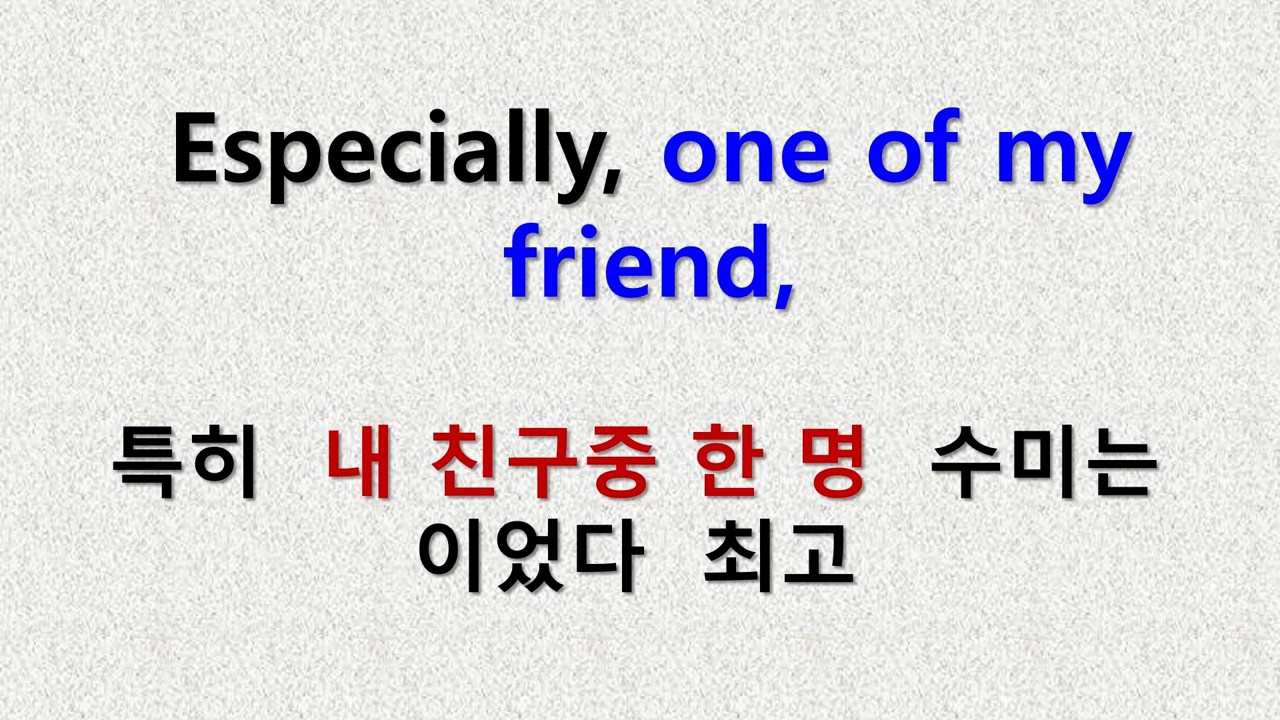 Especially, one of my
friend,
특히 내 친구중 한 명 수미는
이었다 최고